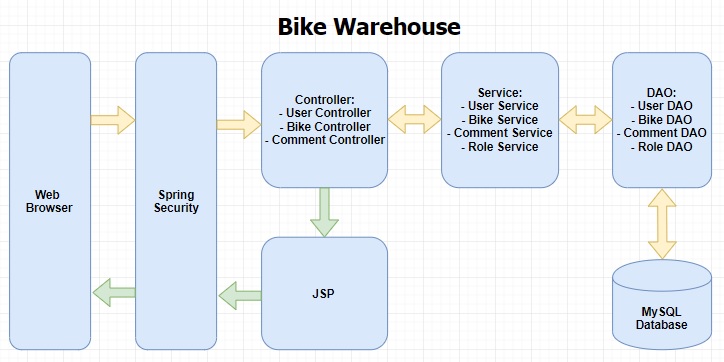 Bike Warehouse
Web
Browser
Spring
Security
Controller:
- User Controller
- Bike Controller
- Comment Controller
Service:
- User Service
- Bike Service
- Comment Service
- Role Service
DAO:
- User DAO
- Bike DAO
- Comment DAO
- Role DAO
JSP
MySQL
Database